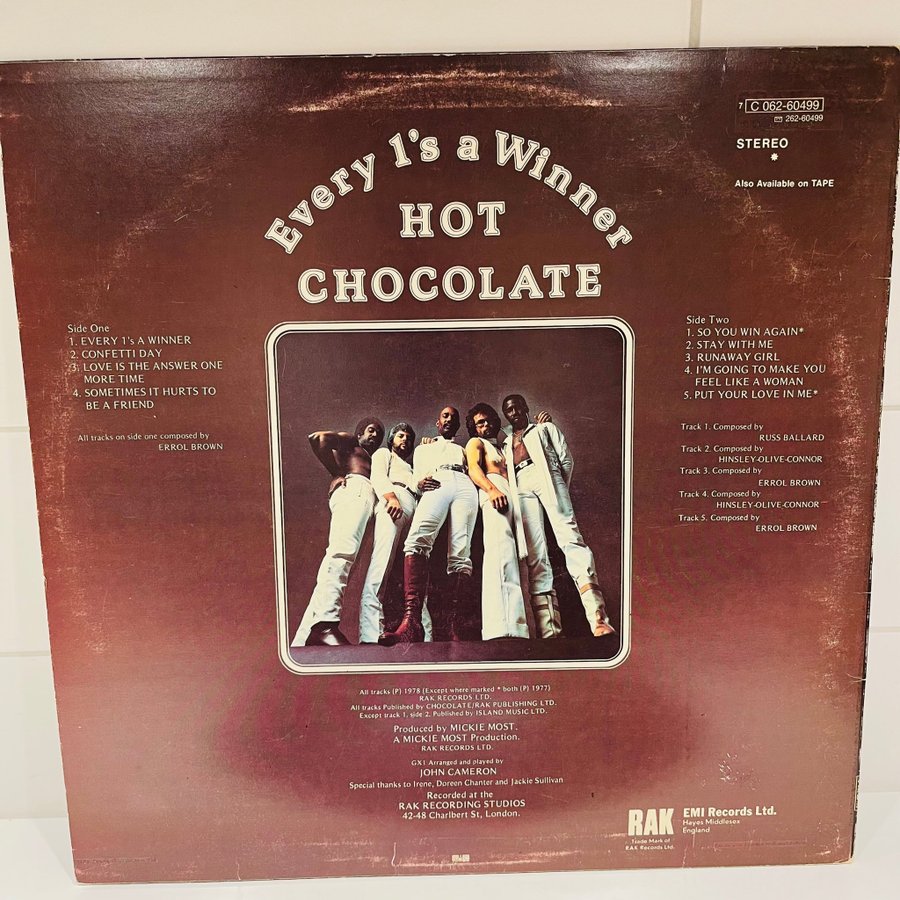 7 C 062-60499
262-60499
STEREO
*
Also Available on TAPE
Every 1's a Winner
HOT
CHOCOLATE
Side One
1. EVERY 1's A WINNER
2. CONFETTI DAY
3. LOVE IS THE ANSWER ONE
MORE TIME
4. SOMETIMES IT HURTS TO
BE A FRIEND
All tracks on side one composed by
ERROL BROWN
Side Two
1. SO YOU WIN AGAIN*
2. STAY WITH ME
3. RUNAWAY GIRL
4. I'M GOING TO MAKE YOU
FEEL LIKE A WOMAN
5. PUT YOUR LOVE IN ME*
Track 1. Composed by
RUSS BALLARD
Track 2. Composed by
HINSLEY-OLIVE-CONNOR
Track 3. Composed by
ERROL BROWN
Track 4. Composed by
HINSLEY-OLIVE-CONNOR
Track 5. Composed by
ERROL BROWN
All tracks (P) 1978 (Except where marked * both (P) 1977)
RAK RECORDS LTD.
All tracks Published by CHOCOLATE/RAK PUBLISHING LTD.
Except track 1. side 2. Published by ISLAND MUSIC LTD.
Produced by MICKIE MOST.
A MICKIE MOST Production.
RAK RECORDS LTD.
GX1 Arranged and played by
JOHN CAMERON
Special thanks to Irene, Doreen Chanter and Jackie Sullivan
Recorded at the
RAK RECORDING STUDIOS
42-48 Charlbert St, London.
RAK
Trade Mark of
RAK Records Ltd.
EMI Records Ltd.
Hayes Middlesex
England